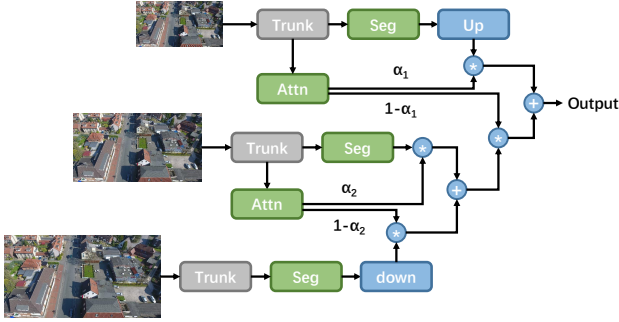 Trunk Seg Up
α1
*
Attn
+ Output
1-α1
*
Trunk Seg *
α2
+
Attn
1-α2
*
Trunk Seg down